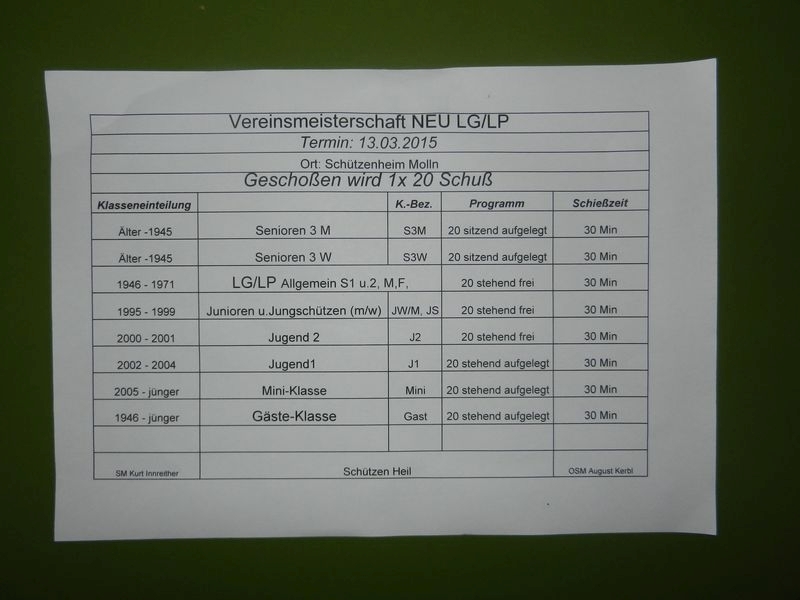 Vereinsmeisterschaft NEU LG/LP
Termin: 13.03.2015
Ort: Schützenheim Molln
Geschoßen wird 1x 20 Schuß
Klasseneinteilung K.-Bez. Programm Schießzeit
Älter -1945 Senioren 3 M S3M 20 sitzend aufgelegt 30 Min
Älter -1945 Senioren 3 W S3W 20 sitzend aufgelegt 30 Min
1946 - 1971 LG/LP Allgemein S1 u.2, M,F, 20 stehend frei 30 Min
1995 - 1999 Junioren u.Jungschützen (m/w) JW/M, JS 20 stehend frei 30 Min
2000 - 2001 Jugend 2 J2 20 stehend frei 30 Min
2002 - 2004 Jugend1 J1 20 stehend aufgelegt 30 Min
2005 - jünger Mini-Klasse Mini 20 stehend aufgelegt 30 Min
1946 - jünger Gäste-Klasse Gast 20 stehend aufgelegt 30 Min
SM Kurt Innreither Schützen Heil OSM August Kerbl